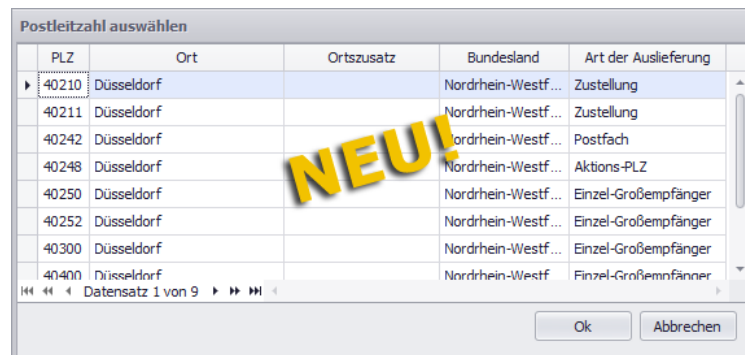 Postleitzahl auswählen
PLZ Ort Ortszusatz Bundesland Art der Auslieferung
40210 Düsseldorf Nordrhein-Westf... Zustellung
40211 Düsseldorf Nordrhein-Westf... Zustellung
40242 Düsseldorf Nordrhein-Westf... Postfach
40248 Düsseldorf Nordrhein-Westf... Aktions-PLZ
40250 Düsseldorf Nordrhein-Westf... Einzel-Großempfänger
40252 Düsseldorf Nordrhein-Westf... Einzel-Großempfänger
40300 Düsseldorf Nordrhein-Westf... Einzel-Großempfänger
40400 Düsseldorf Nordrhein-Westf... Einzel-Großempfänger
NEU!
Datensatz 1 von 9
Ok Abbrechen